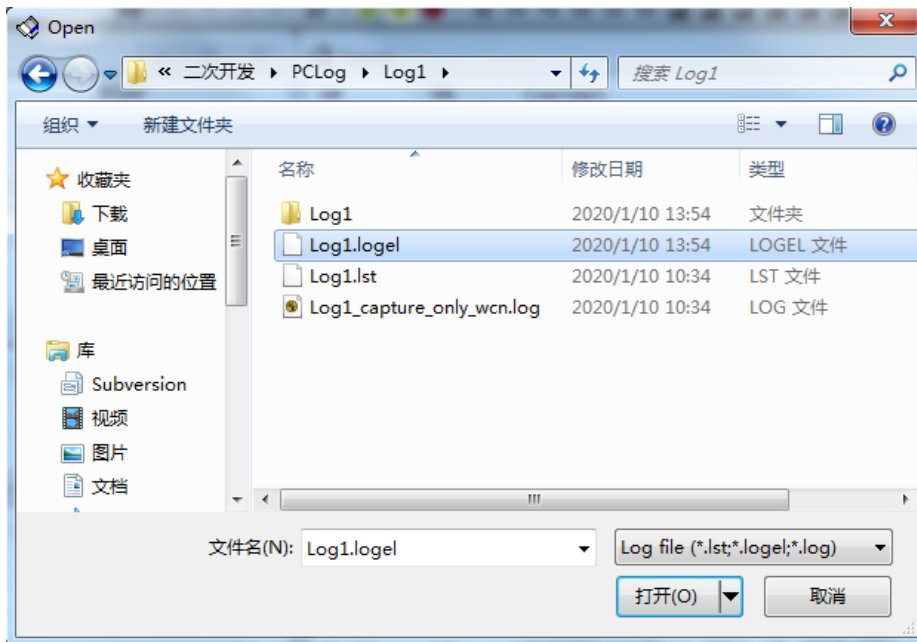 Open
« 二次开发 ▸ PCLog ▸ Log1 ▸
搜索 Log1
组织 新建文件夹
收藏夹
下载
桌面
最近访问的位置
库
Subversion
视频
图片
文档
名称 修改日期 类型
Log1 2020/1/10 13:54 文件夹
Log1.logel 2020/1/10 13:54 LOGEL 文件
Log1.lst 2020/1/10 10:34 LST 文件
Log1_capture_only_wcn.log 2020/1/10 10:34 LOG 文件
文件名(N): Log1.logel Log file (*.lst;*.logel;*.log)
打开(O) 取消